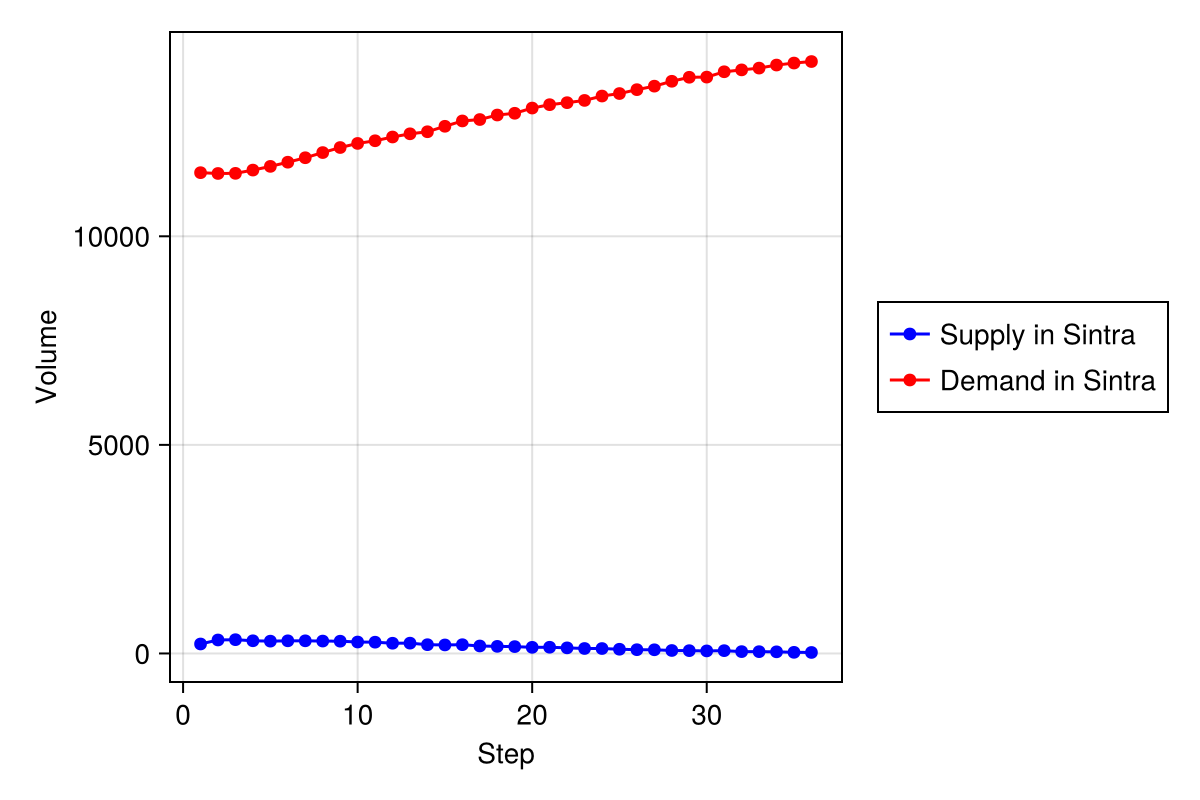 10000
5000
0
Volume
0 10 20 30
Step
Supply in Sintra
Demand in Sintra